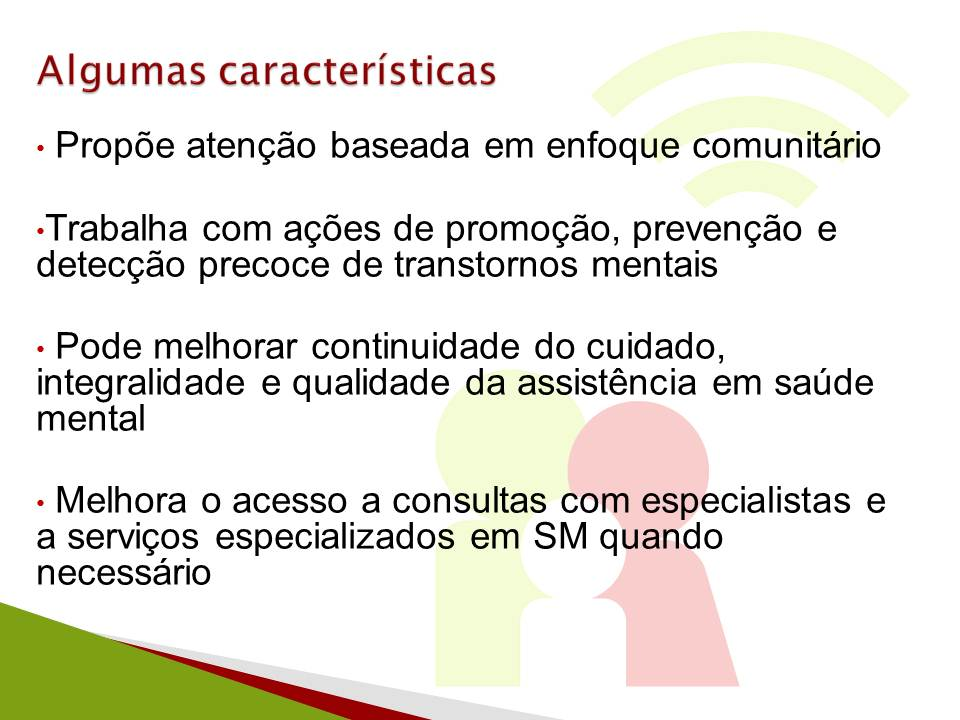 Algumas características
• Propõe atenção baseada em enfoque comunitário
•Trabalha com ações de promoção, prevenção e
detecção precoce de transtornos mentais
• Pode melhorar continuidade do cuidado,
integralidade e qualidade da assistência em saúde
mental
• Melhora o acesso a consultas com especialistas e
a serviços especializados em SM quando
necessário